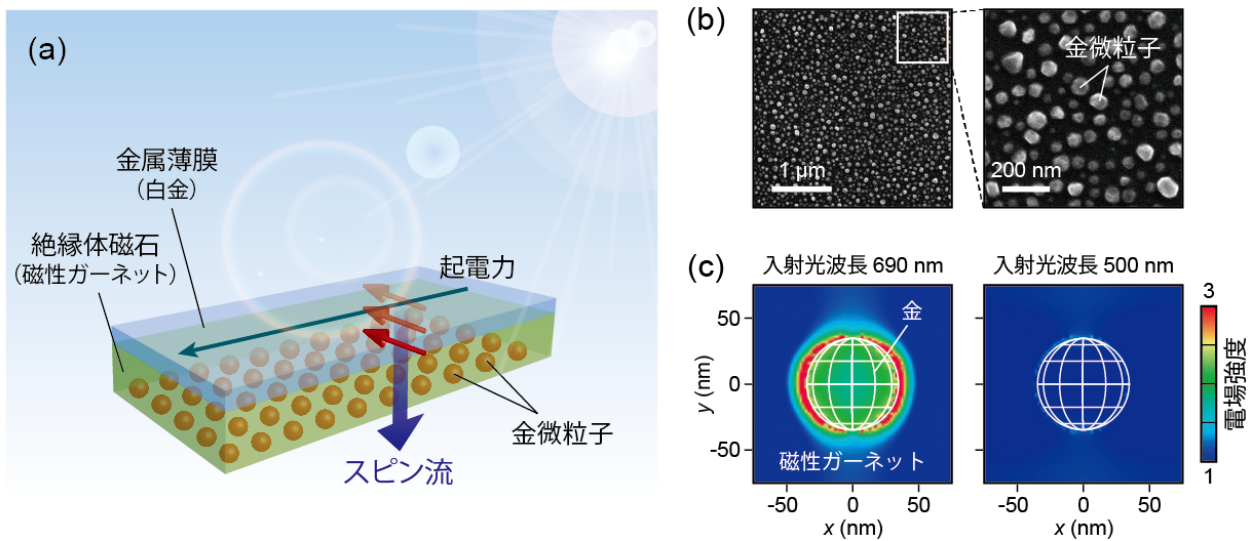 (a)
金属薄膜
(白金)
絶縁体磁石
(磁性ガーネット)
起電力
金微粒子
スピン流
(b)
1 μm
金微粒子
200 nm
(c)
入射光波長 690 nm
入射光波長 500 nm
金
磁性ガーネット
y (nm)
50
0
-50
-50
0
50
x (nm)
-50
0
50
x (nm)
3
1
電場強度